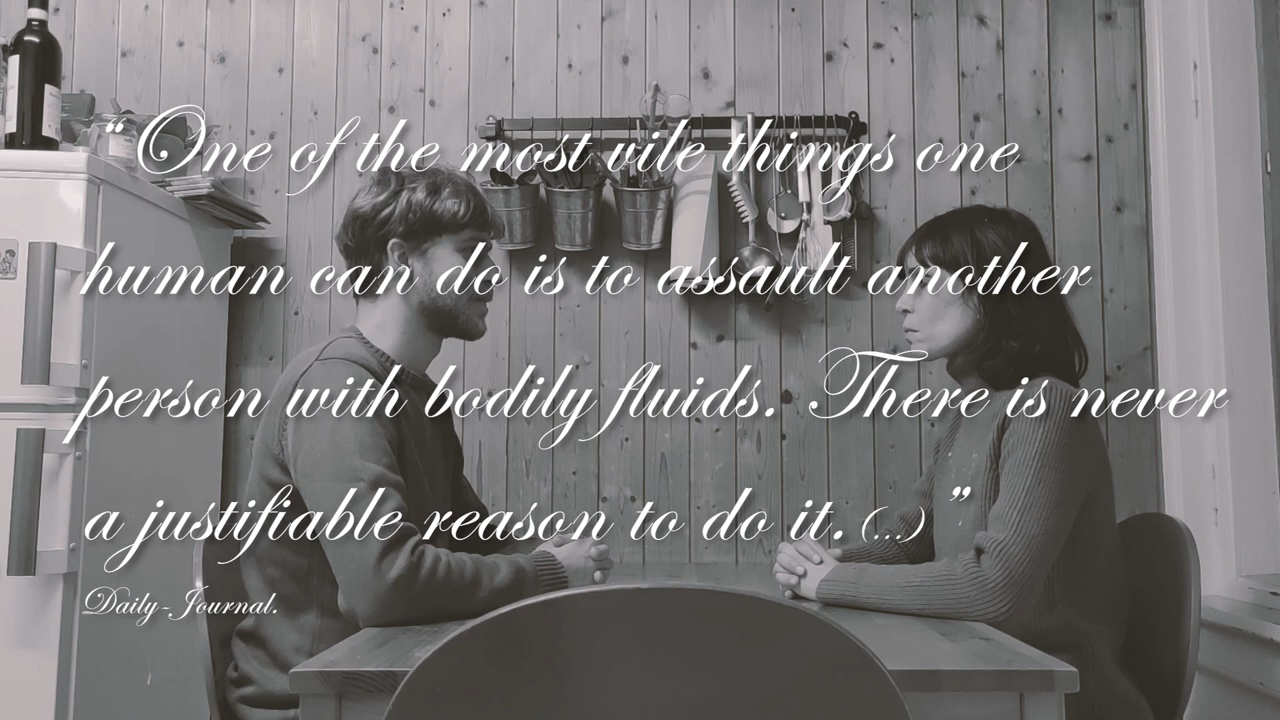 “One of the most vile things one
human can do is to assault another
person with bodily fluids. There is never
a justifiable reason to do it. (...) ”
Daily-Journal.